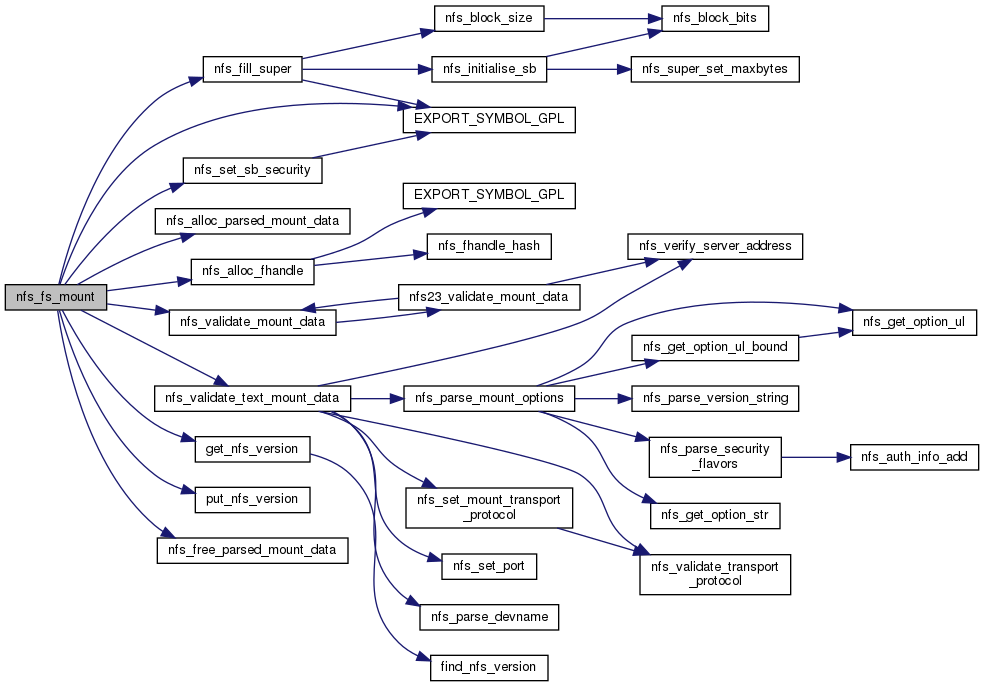 nfs_block_size
nfs_block_bits
nfs_fill_super
nfs_initialise_sb
nfs_super_set_maxbytes
EXPORT_SYMBOL_GPL
nfs_set_sb_security
EXPORT_SYMBOL_GPL
nfs_alloc_parsed_mount_data
nfs_fhandle_hash
nfs_verify_server_address
nfs_alloc_fhandle
nfs_fs_mount
nfs23_validate_mount_data
nfs_validate_mount_data
nfs_get_option_ul
nfs_get_option_ul_bound
nfs_validate_text_mount_data
nfs_parse_mount_options
nfs_parse_version_string
get_nfs_version
nfs_parse_security
_flavors
nfs_auth_info_add
put_nfs_version
nfs_set_mount_transport
_protocol
nfs_get_option_str
nfs_free_parsed_mount_data
nfs_set_port
nfs_validate_transport
_protocol
nfs_parse_devname
find_nfs_version